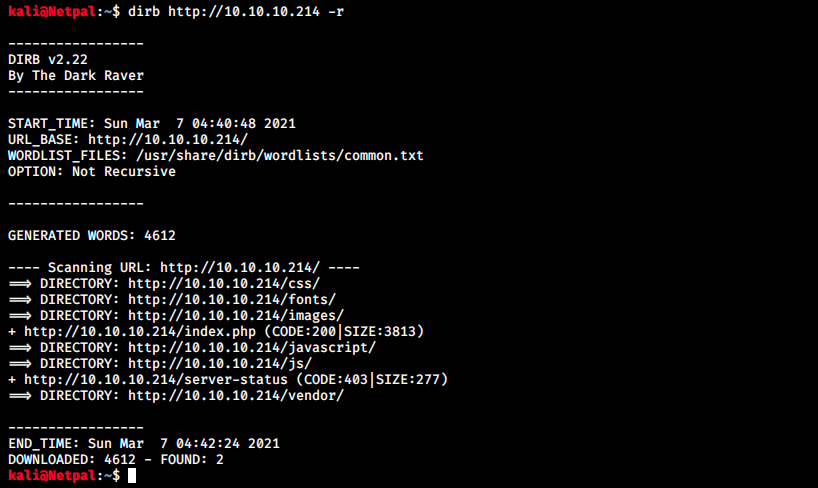 kali@Netpal:~$ dirb http://10.10.10.214 -r
-----------------
DIRB v2.22
By The Dark Raver
-----------------
START_TIME: Sun Mar  7 04:40:48 2021
URL_BASE: http://10.10.10.214/
WORDLIST_FILES: /usr/share/dirb/wordlists/common.txt
OPTION: Not Recursive
-----------------
GENERATED WORDS: 4612
---- Scanning URL: http://10.10.10.214/ ----
==> DIRECTORY: http://10.10.10.214/css/
==> DIRECTORY: http://10.10.10.214/fonts/
==> DIRECTORY: http://10.10.10.214/images/
+ http://10.10.10.214/index.php (CODE:200|SIZE:3813)
==> DIRECTORY: http://10.10.10.214/javascript/
==> DIRECTORY: http://10.10.10.214/js/
+ http://10.10.10.214/server-status (CODE:403|SIZE:277)
==> DIRECTORY: http://10.10.10.214/vendor/
-----------------
END_TIME: Sun Mar  7 04:42:24 2021
DOWNLOADED: 4612 - FOUND: 2
kali@Netpal:~$